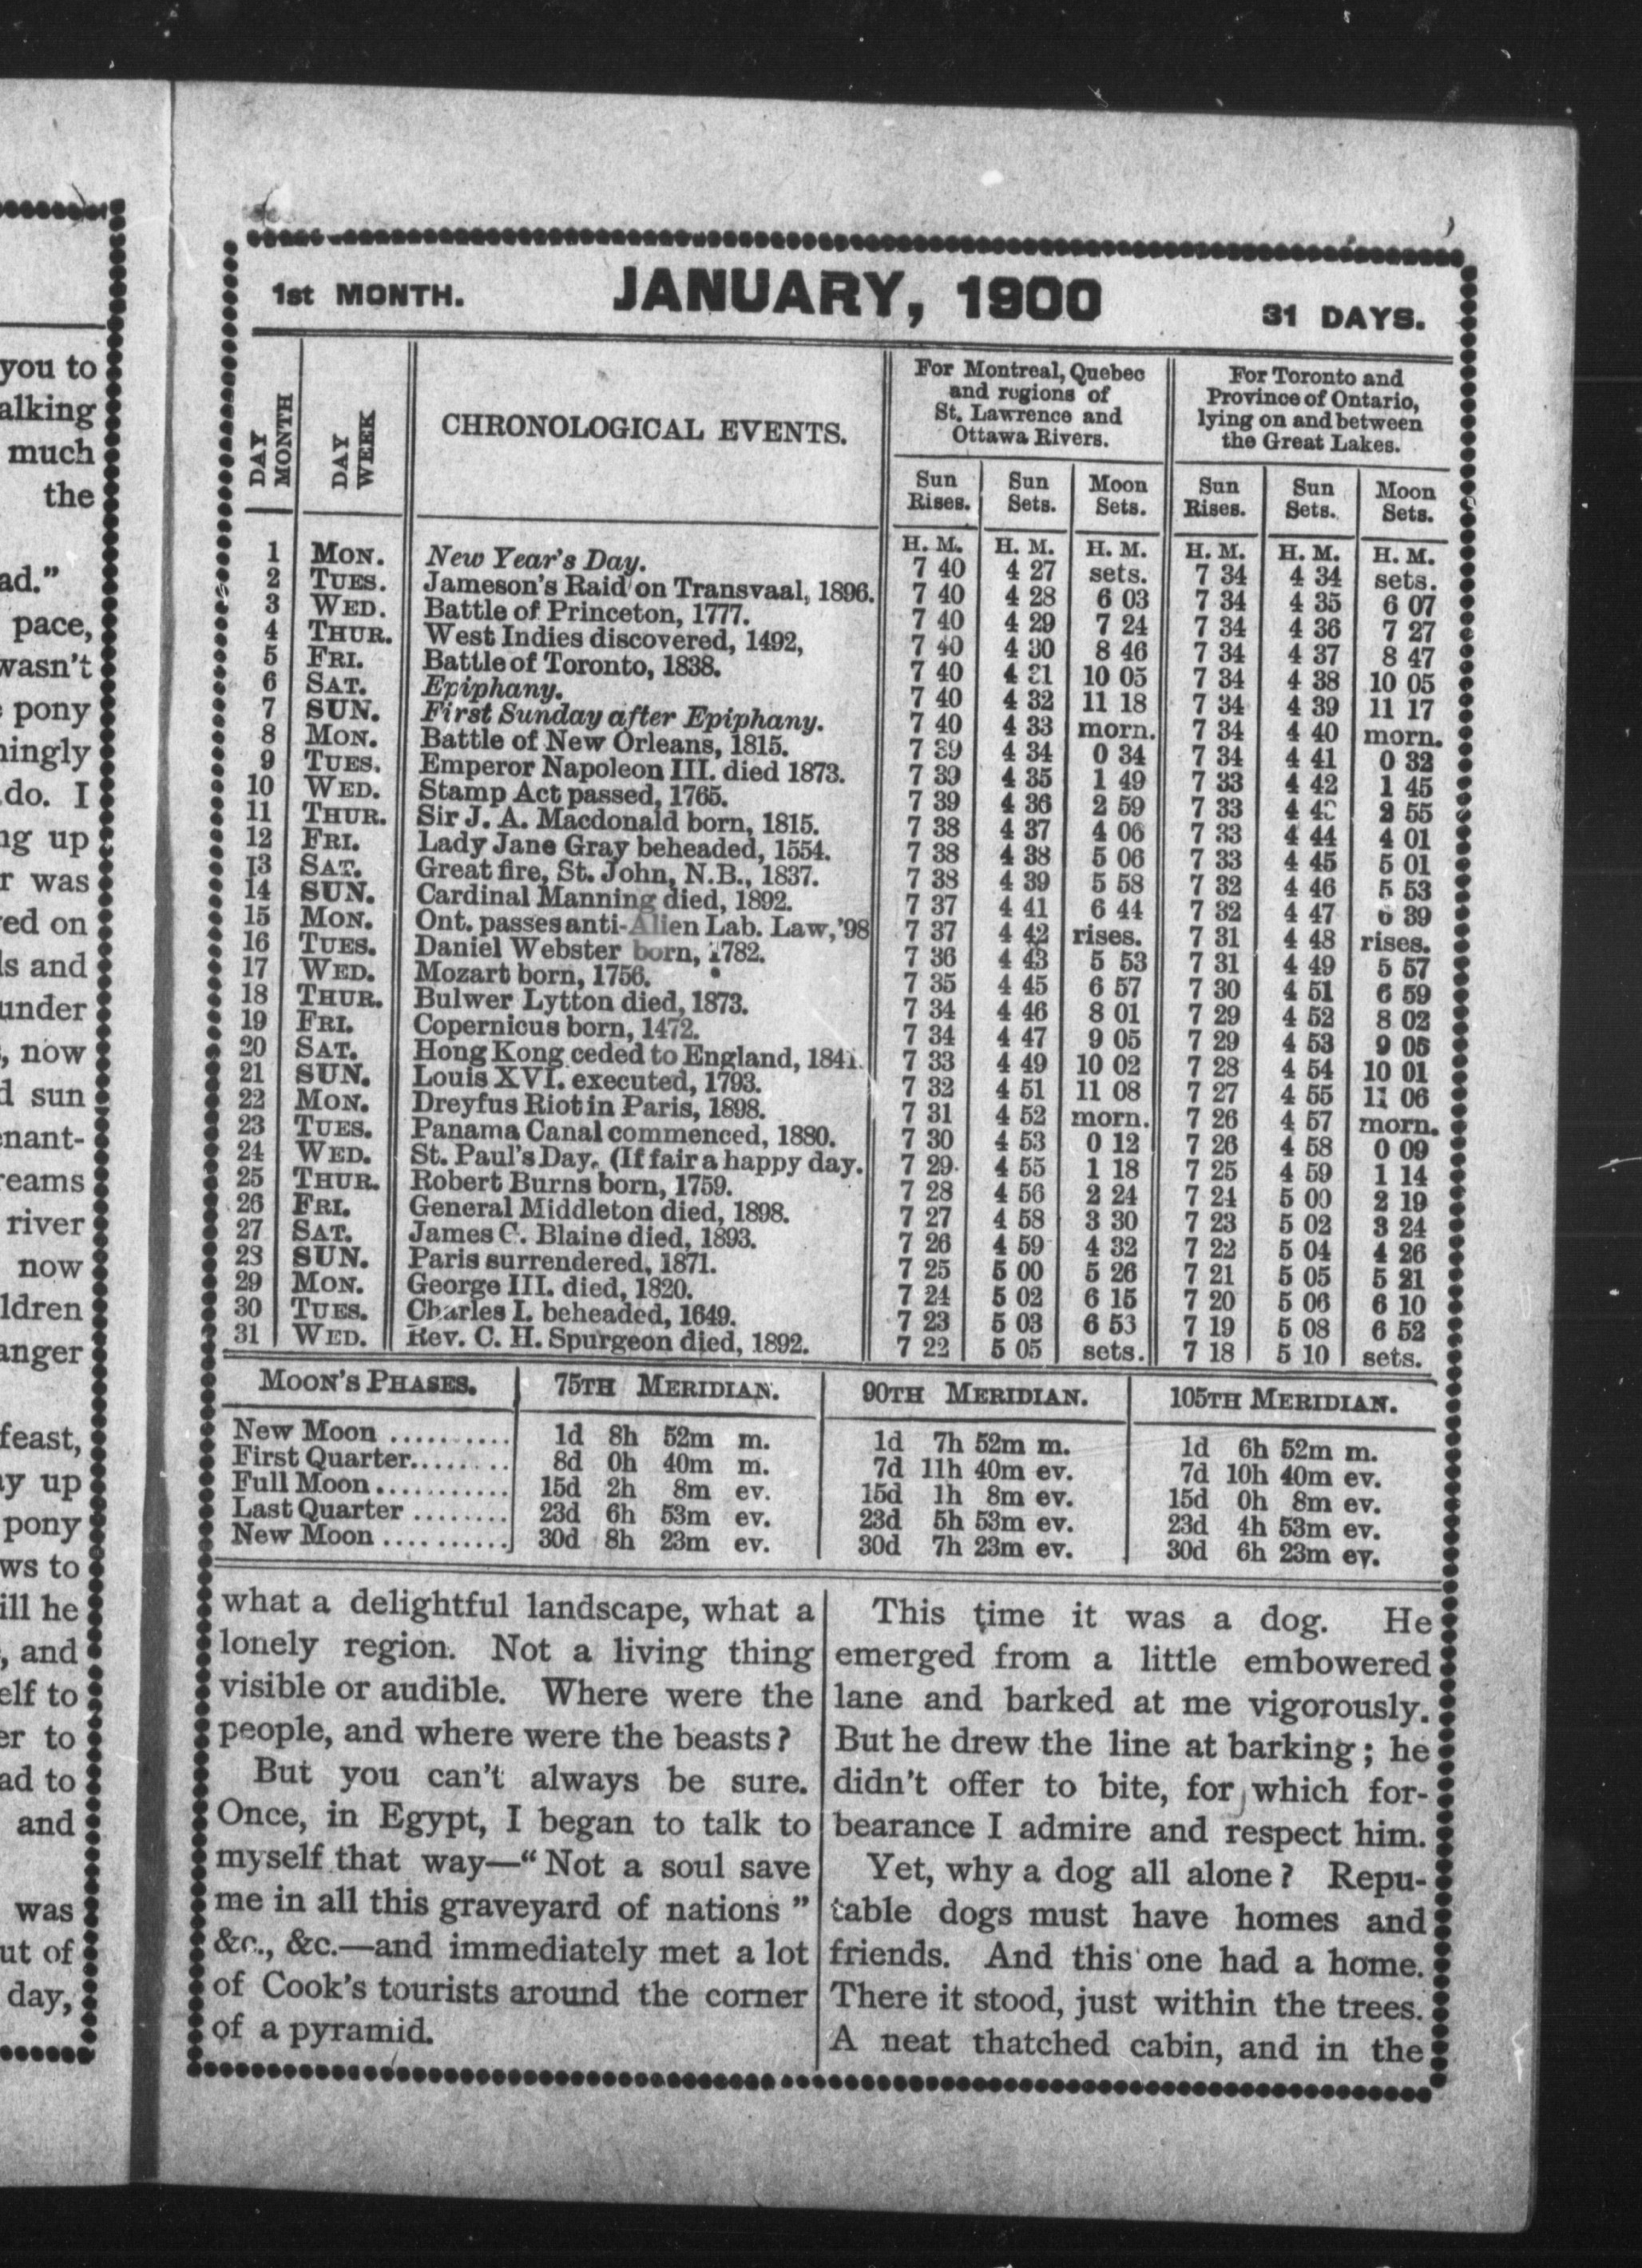 you to
alking
much
the
ad."
pace,
wasn't
pony
ningly
do. I
ng up
r was
ed on
ls and
under
, now
d sun
enant-
reams
river
now
ldren
anger
feast,
ay up
pony
ws to
ill he
, and
elf to
er to
ad to
and
was
ut of
day,
1st MONTH. JANUARY, 1900 31 DAYS.
DAY MONTH
DAY WEEK
CHRONOLOGICAL EVENTS.
For Montreal, Quebec
and regions of
St. Lawrence and
Ottawa Rivers.
For Toronto and
Province of Ontario,
lying on and between
the Great Lakes.
Sun Rises. Sun Sets. Moon Sets. Sun Rises. Sun Sets. Moon Sets.
H. M. H. M. H. M. H. M. H. M. H. M.
1 MON. New Year's Day. 7 40 4 27 sets. 7 34 4 34 sets.
2 TUES. Jameson's Raid on Transvaal, 1896. 7 40 4 28 6 03 7 34 4 35 6 07
3 WED. Battle of Princeton, 1777. 7 40 4 29 7 24 7 34 4 36 7 27
4 THUR. West Indies discovered, 1492, 7 40 4 30 8 46 7 34 4 37 8 47
5 FRI. Battle of Toronto, 1838. 7 40 4 31 10 05 7 34 4 38 10 05
6 SAT. Epiphany. 7 40 4 32 11 18 7 34 4 39 11 17
7 SUN. First Sunday after Epiphany. 7 40 4 33 morn. 7 34 4 40 morn.
8 MON. Battle of New Orleans, 1815. 7 39 4 34 0 34 7 34 4 41 0 32
9 TUES. Emperor Napoleon III. died 1873. 7 39 4 35 1 49 7 33 4 42 1 45
10 WED. Stamp Act passed, 1765. 7 39 4 36 2 59 7 33 4 2 55
11 THUR. Sir J. A. Macdonald born, 1815. 7 38 4 37 4 06 7 33 4 44 4 01
12 FRI. Lady Jane Gray beheaded, 1554. 7 38 4 38 5 06 7 33 4 45 5 01
13 SAT. Great fire, St. John, N.B., 1837. 7 38 4 39 5 58 7 32 4 46 5 53
14 SUN. Cardinal Manning died, 1892. 7 37 4 41 6 44 7 32 4 47 6 39
15 MON. Ont. passes anti-Alien Lab. Law, '98 7 37 4 42 rises. 7 31 4 48 rises.
16 TUES. Daniel Webster born, 1782. 7 36 4 43 5 53 7 31 4 49 5 57
17 WED. Mozart born, 1756. 7 35 4 45 6 57 7 30 4 51 6 59
18 THUR. Bulwer Lytton died, 1873. 7 34 4 46 8 01 7 29 4 52 8 02
19 FRI. Copernicus born, 1472. 7 34 4 47 9 05 7 29 4 53 9 05
20 SAT. Hong Kong ceded to England, 1841. 7 33 4 49 10 02 7 28 4 54 10 01
21 SUN. Louis XVI. executed, 1793. 7 32 4 51 11 08 7 27 4 55 11 06
22 MON. Dreyfus Riot in Paris, 1898. 7 31 4 52 morn. 7 26 4 57 morn.
23 TUES. Panama Canal commenced, 1880. 7 30 4 53 0 12 7 26 4 58 0 09
24 WED. St. Paul's Day. (If fair a happy day. 7 29 4 55 1 18 7 25 4 59 1 14
25 THUR. Robert Burns born, 1759. 7 28 4 56 2 24 7 24 5 00 2 19
26 FRI. General Middleton died, 1898. 7 27 4 58 3 30 7 23 5 02 3 24
27 SAT. James C. Blaine died, 1893. 7 26 4 59 4 32 7 22 5 04 4 26
28 SUN. Paris surrendered, 1871. 7 25 5 00 5 26 7 21 5 05 5 21
29 MON. George III. died, 1820. 7 24 5 02 6 15 7 20 5 06 6 10
30 TUES. Charles I. beheaded, 1649. 7 23 5 03 6 53 7 19 5 08 6 52
31 WED. Rev. C. H. Spurgeon died, 1892. 7 22 5 05 sets. 7 18 5 10 sets.
MOON'S PHASES. 75TH MERIDIAN. 90TH MERIDIAN. 105TH MERIDIAN.
New Moon .......... 1d 8h 52m m. 1d 7h 52m m. 1d 6h 52m m.
First Quarter........ 8d 0h 40m m. 7d 11h 40m ev. 7d 10h 40m ev.
Full Moon........... 15d 2h 8m ev. 15d 1h 8m ev. 15d 0h 8m ev.
Last Quarter ........ 23d 6h 53m ev. 23d 5h 53m ev. 23d 4h 53m ev.
New Moon .......... 30d 8h 23m ev. 30d 7h 23m ev. 30d 6h 23m ev.
what a delightful landscape, what a
lonely region. Not a living thing
visible or audible. Where were the
people, and where were the beasts?
But you can't always be sure.
Once, in Egypt, I began to talk to
myself that way—"Not a soul save
me in all this graveyard of nations"
&c., &c.—and immediately met a lot
of Cook's tourists around the corner
of a pyramid.
This time it was a dog. He
emerged from a little embowered
lane and barked at me vigorously.
But he drew the line at barking; he
didn't offer to bite, for which for-
bearance I admire and respect him.
Yet, why a dog all alone? Repu-
table dogs must have homes and
friends. And this one had a home.
There it stood, just within the trees.
A neat thatched cabin, and in the